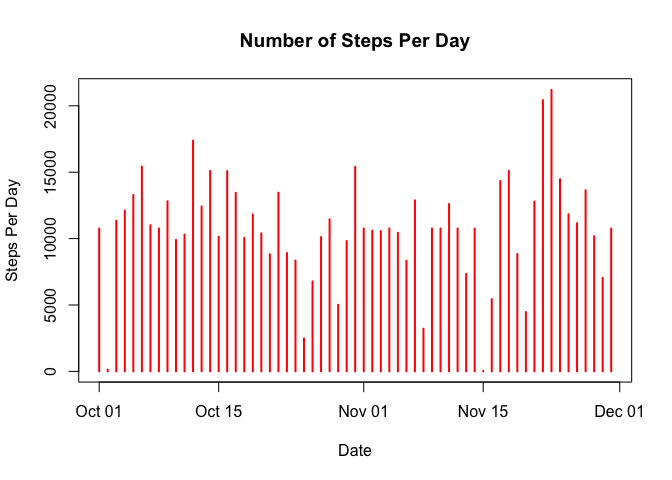 Number of Steps Per Day
Steps Per Day
20000
15000
10000
5000
0
Oct 01 Oct 15 Nov 01 Nov 15 Dec 01
Date